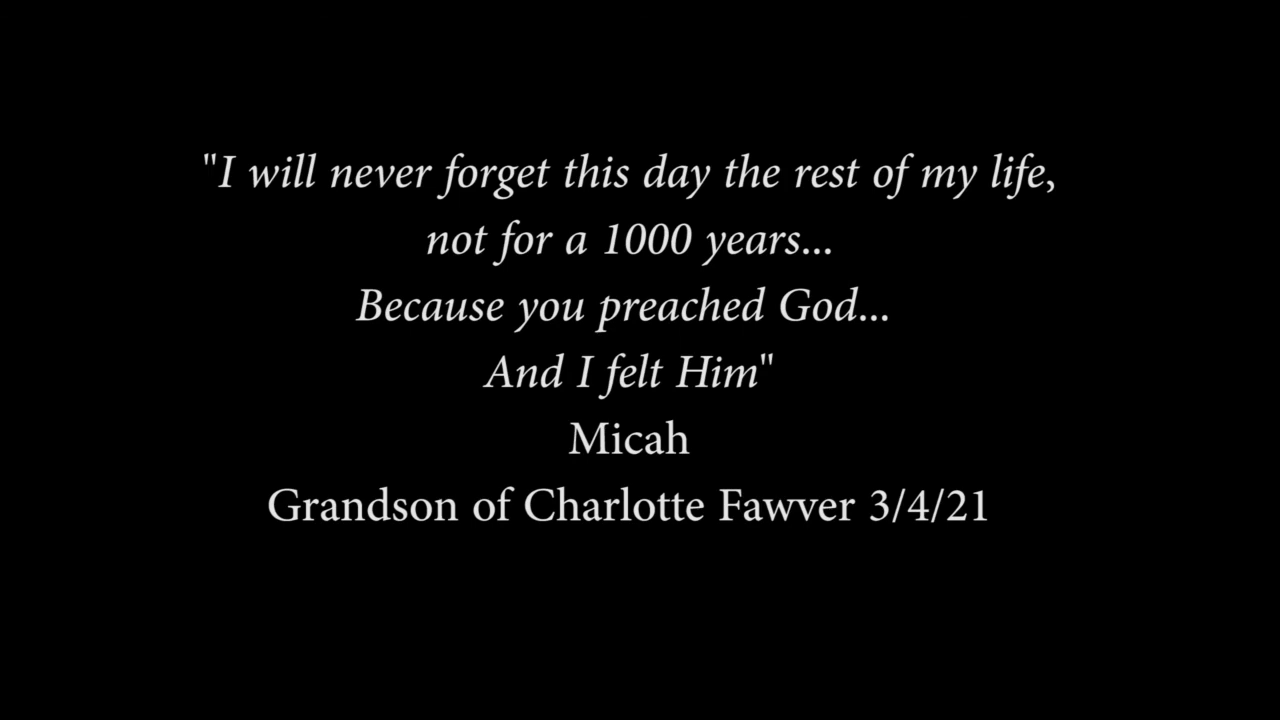 "I will never forget this day the rest of my life,
not for a 1000 years...
Because you preached God...
And I felt Him"
Micah
Grandson of Charlotte Fawver 3/4/21